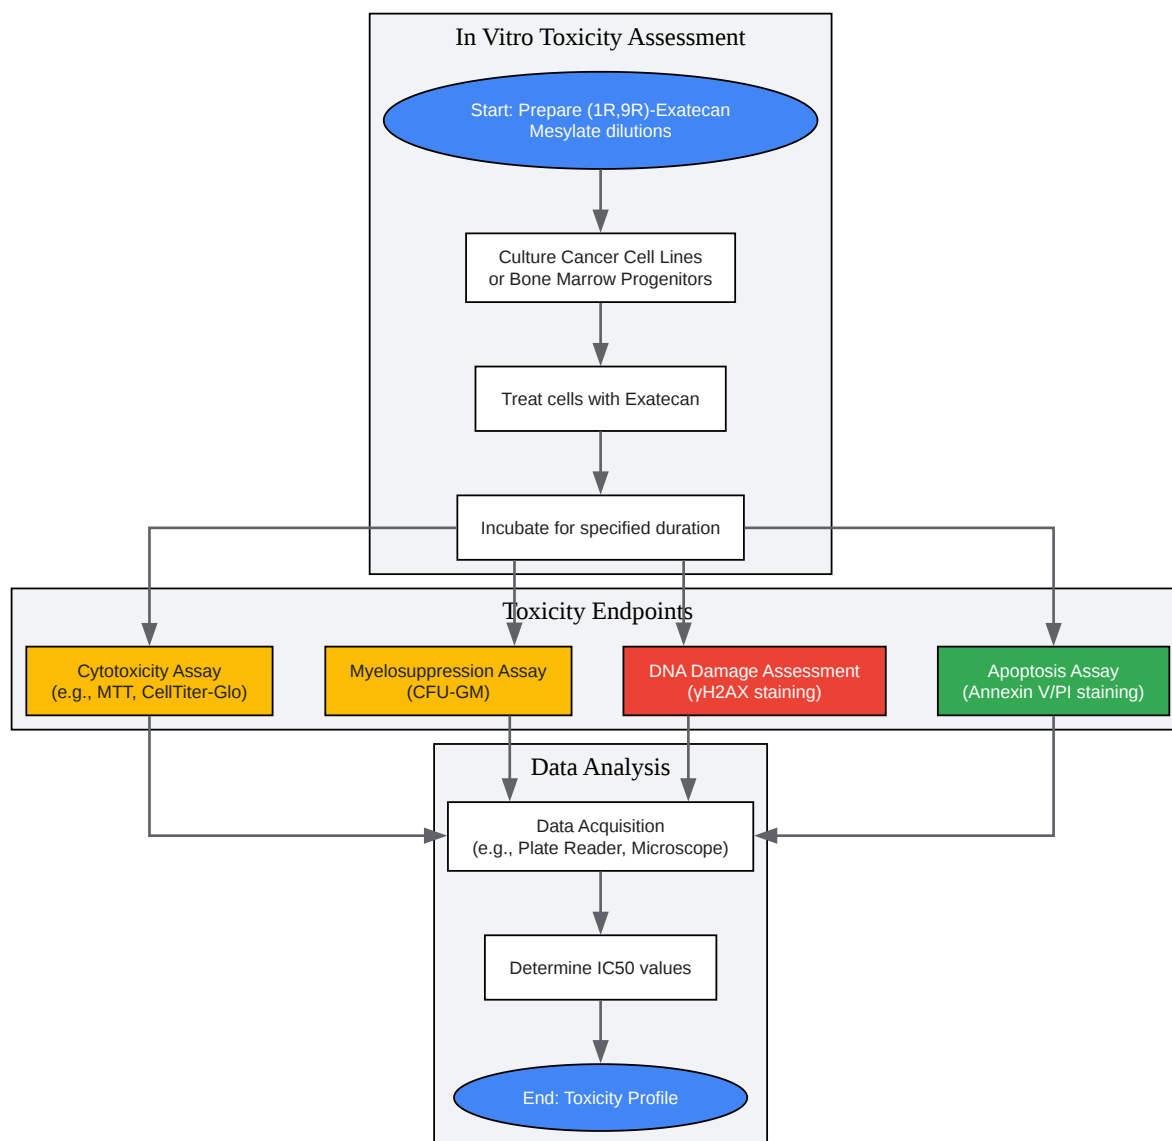 In Vitro Toxicity Assessment
Start: Prepare (1R,9R)-Exatecan
Mesylate dilutions
Culture Cancer Cell Lines
or Bone Marrow Progenitors
Treat cells with Exatecan
Incubate for specified duration
Toxicity Endpoints
Cytotoxicity Assay
(e.g., MTT, CellTiter-Glo)
Myelosuppression Assay
(CFU-GM)
DNA Damage Assessment
(γH2AX staining)
Apoptosis Assay
(Annexin V/PI staining)
Data Analysis
Data Acquisition
(e.g., Plate Reader, Microscope)
Determine IC50 values
End: Toxicity Profile